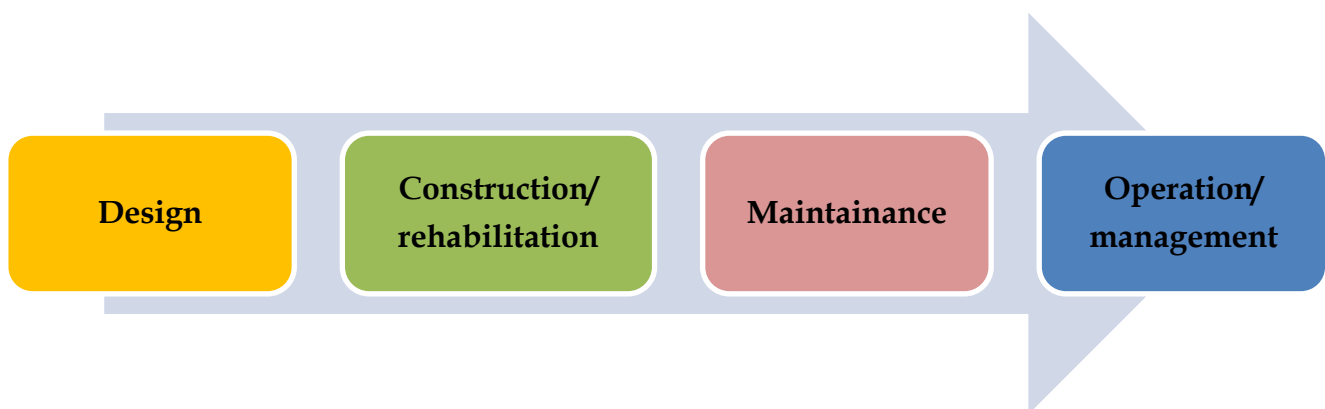 Design
Construction/
rehabilitation
Maintainance
Operation/
management